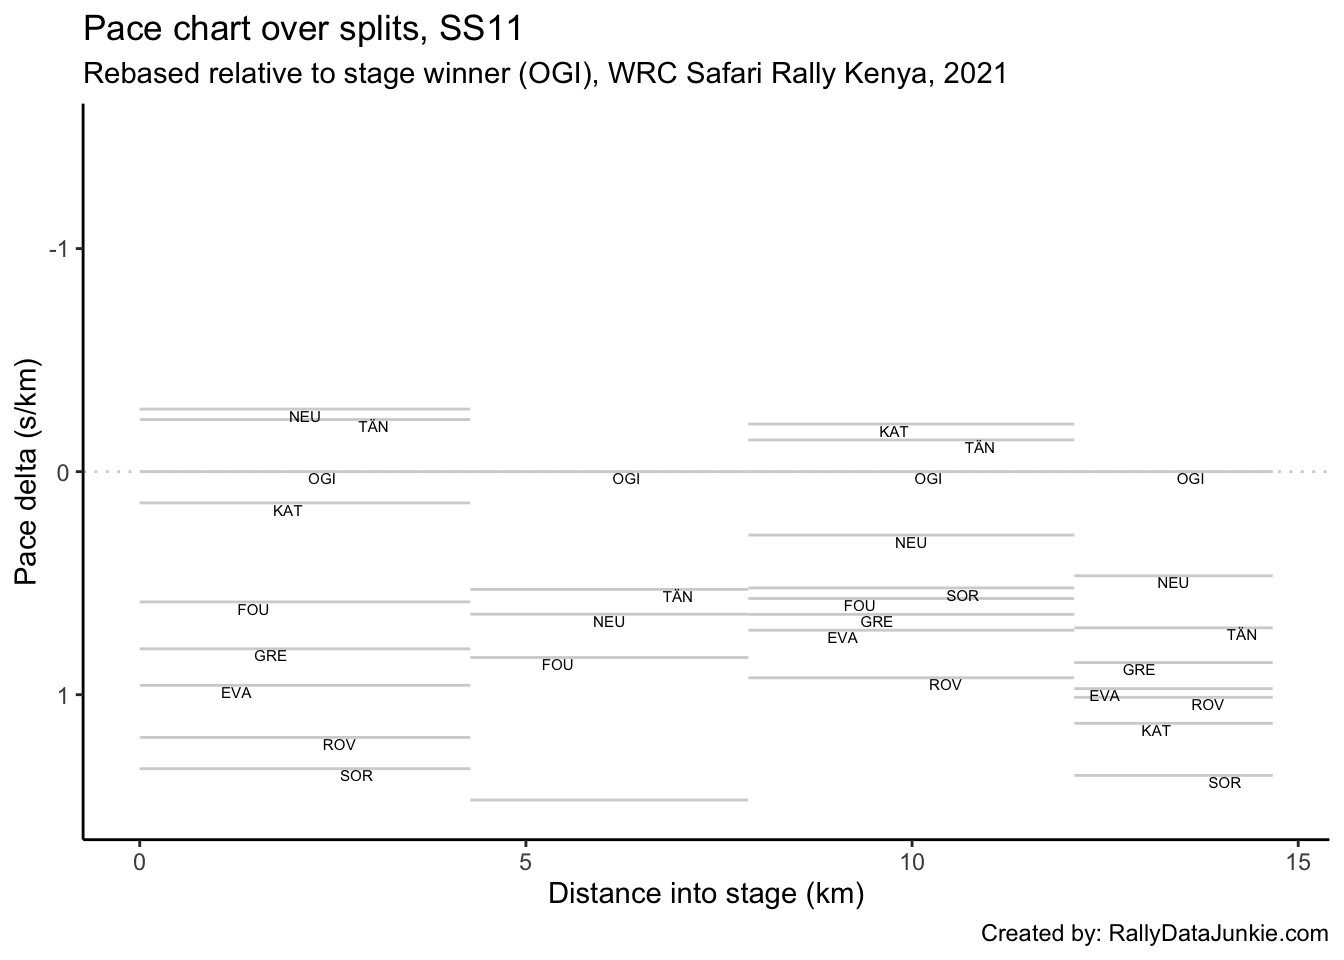 Pace chart over splits, SS11
Rebased relative to stage winner (OGI), WRC Safari Rally Kenya, 2021
Pace delta (s/km)
-1
0
1
NEU
TÄN
OGI
KAT
FOU
GRE
EVA
ROV
SOR
OGI
TÄN
NEU
FOU
KAT
TÄN
OGI
NEU
SOR
FOU
GRE
EVA
ROV
OGI
NEU
TÄN
GRE
EVA
ROV
KAT
SOR
0 5 10 15
Distance into stage (km)
Created by: RallyDataJunkie.com